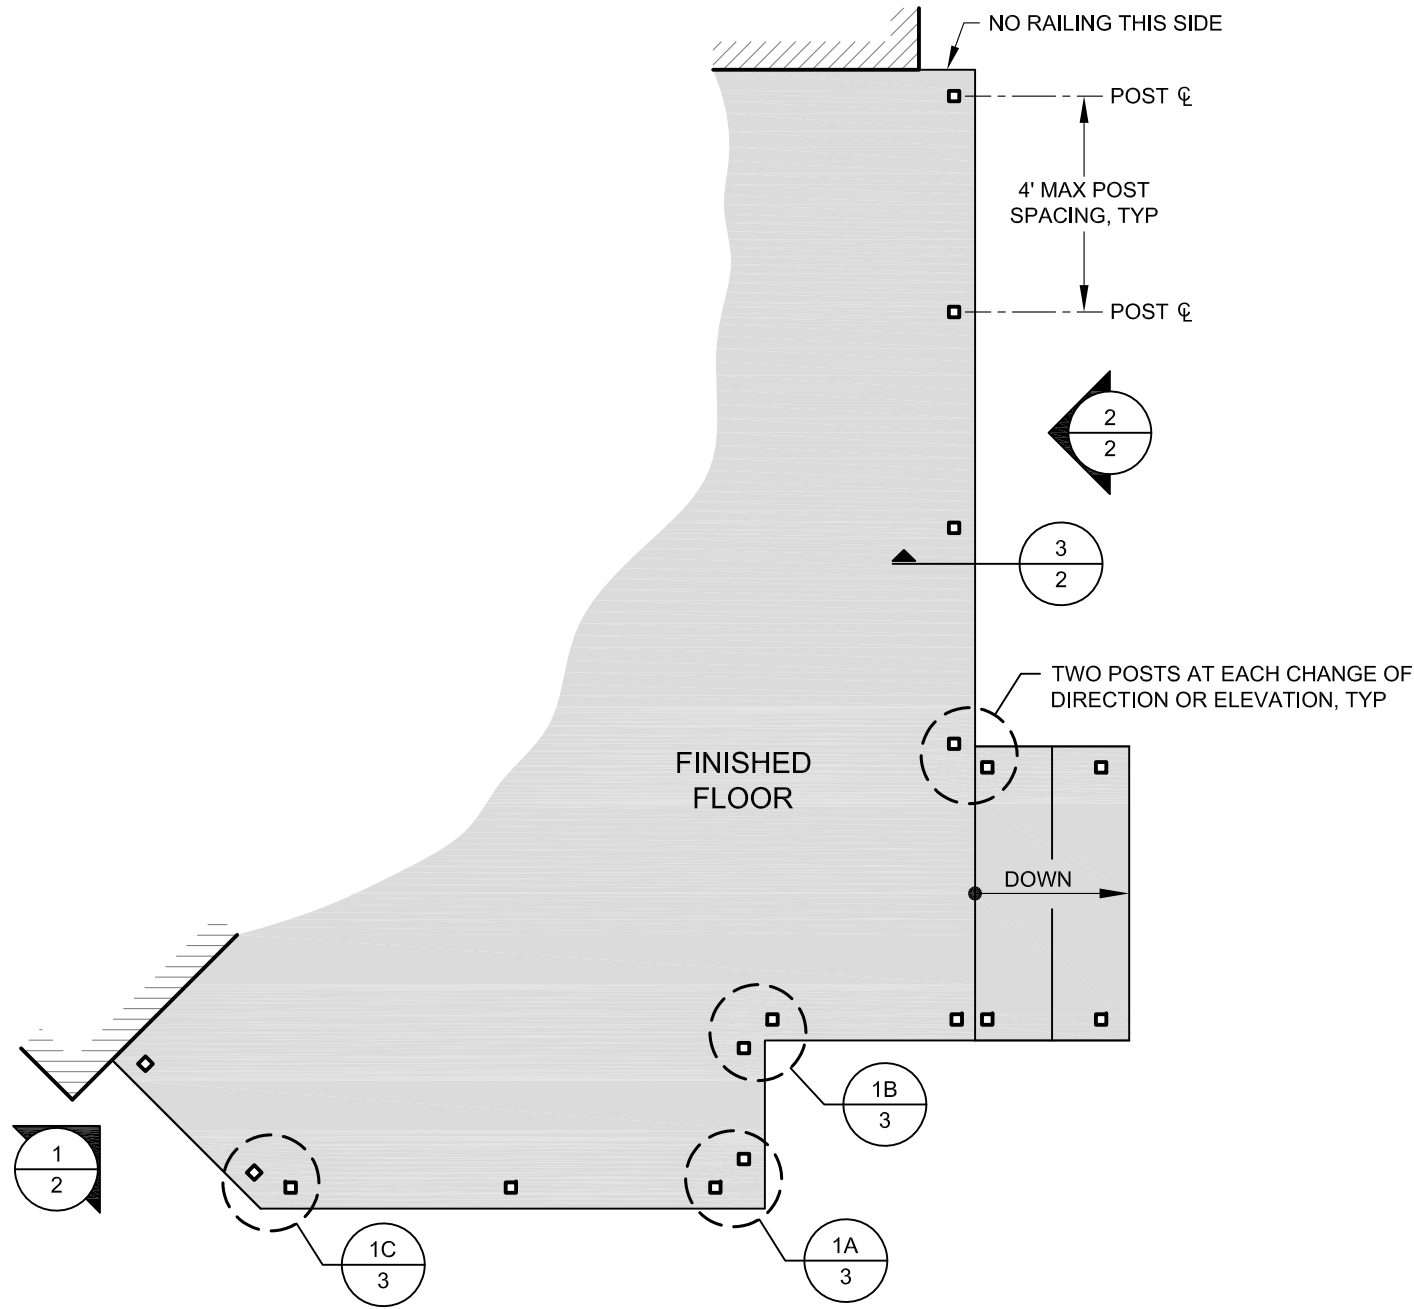 NO RAILING THIS SIDE
POST ℄
4' MAX POST
SPACING, TYP
POST ℄
2
2
3
2
TWO POSTS AT EACH CHANGE OF
DIRECTION OR ELEVATION, TYP
FINISHED
FLOOR
DOWN
1B
3
1
2
1C
3
1A
3